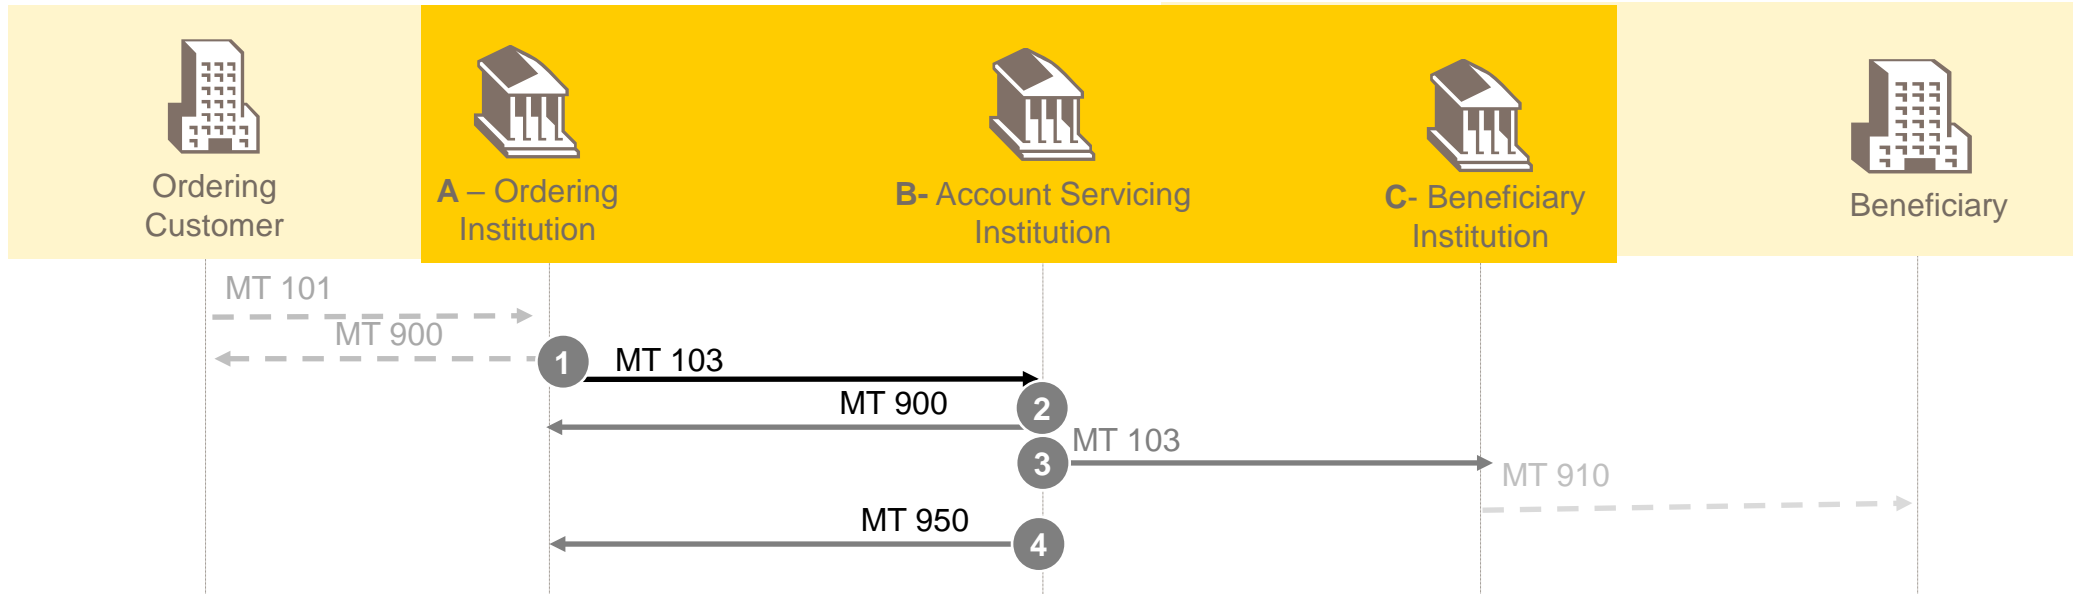 Ordering
Customer
A – Ordering
Institution
B- Account Servicing
Institution
C- Beneficiary
Institution
Beneficiary
MT 101
MT 900
1
MT 103
MT 900
2
3
MT 103
MT 910
MT 950
4